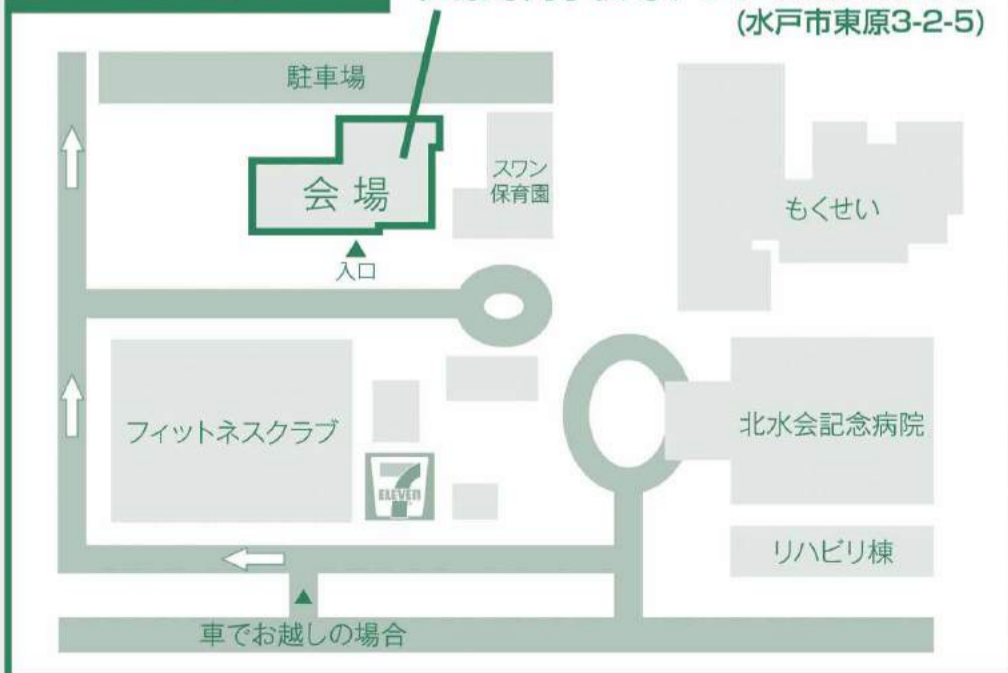 (水戸市東原3-2-5)
駐車場
会場
スワン
保育園
もくせい
入口
フィットネスクラブ
北水会記念病院
7
ELEVEN
リハビリ棟
車でお越しの場合